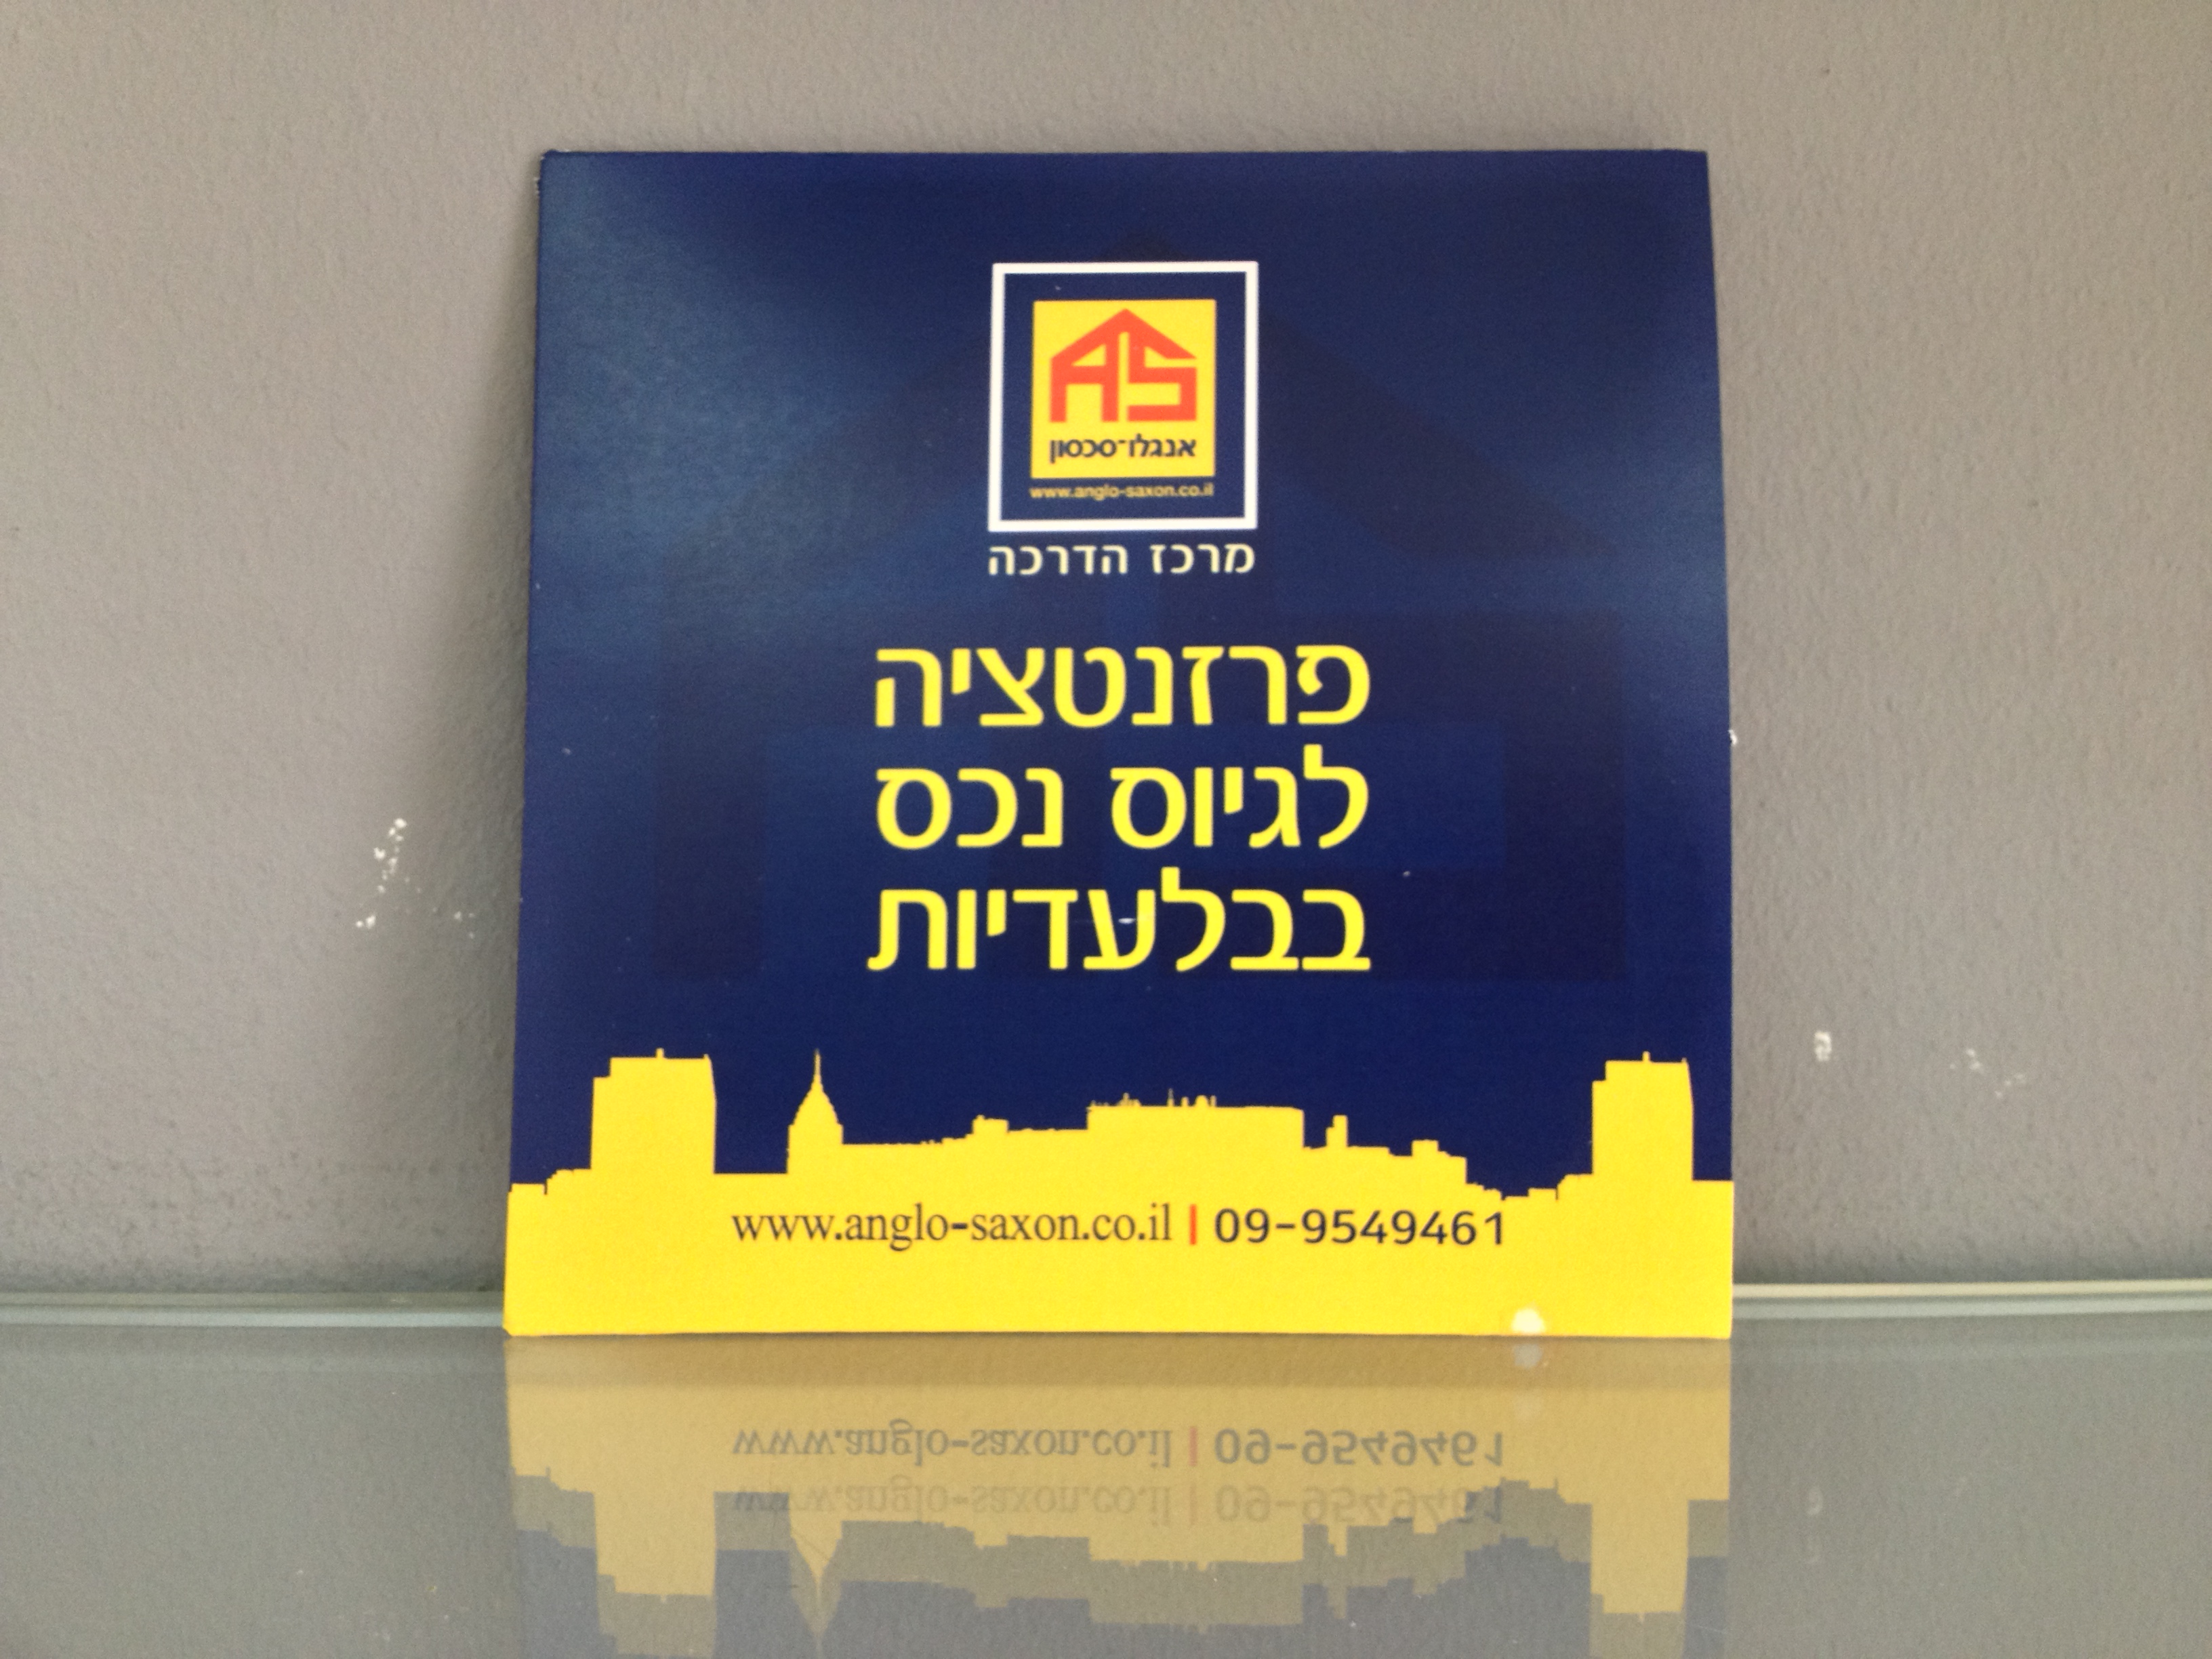 AS
אנגלו-סכסון
www.anglo-saxon.co.il
מרכז הדרכה
פרזנטציה
לגיוס נכס
בבלעדיות
www.anglo-saxon.co.il | 09-9549461